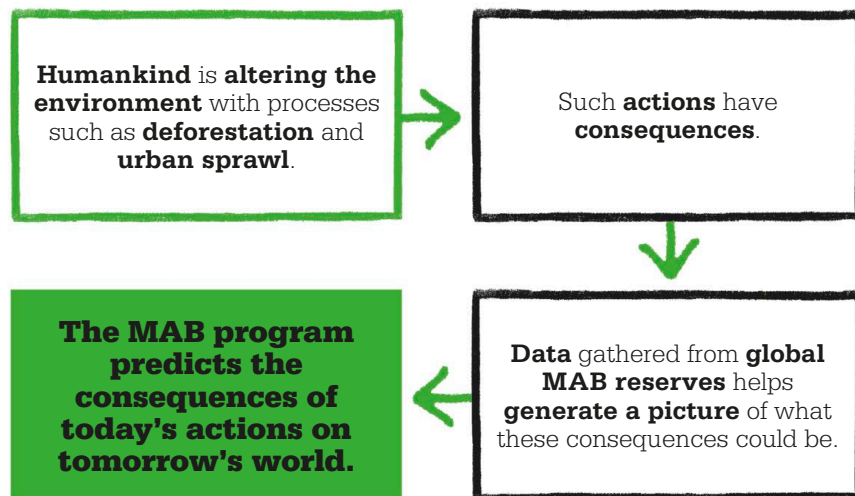 Humankind is altering the
environment with processes
such as deforestation and
urban sprawl.
Such actions have
consequences.
Data gathered from global
MAB reserves helps
generate a picture of what
these consequences could be.
The MAB program
predicts the
consequences of
today’s actions on
tomorrow’s world.